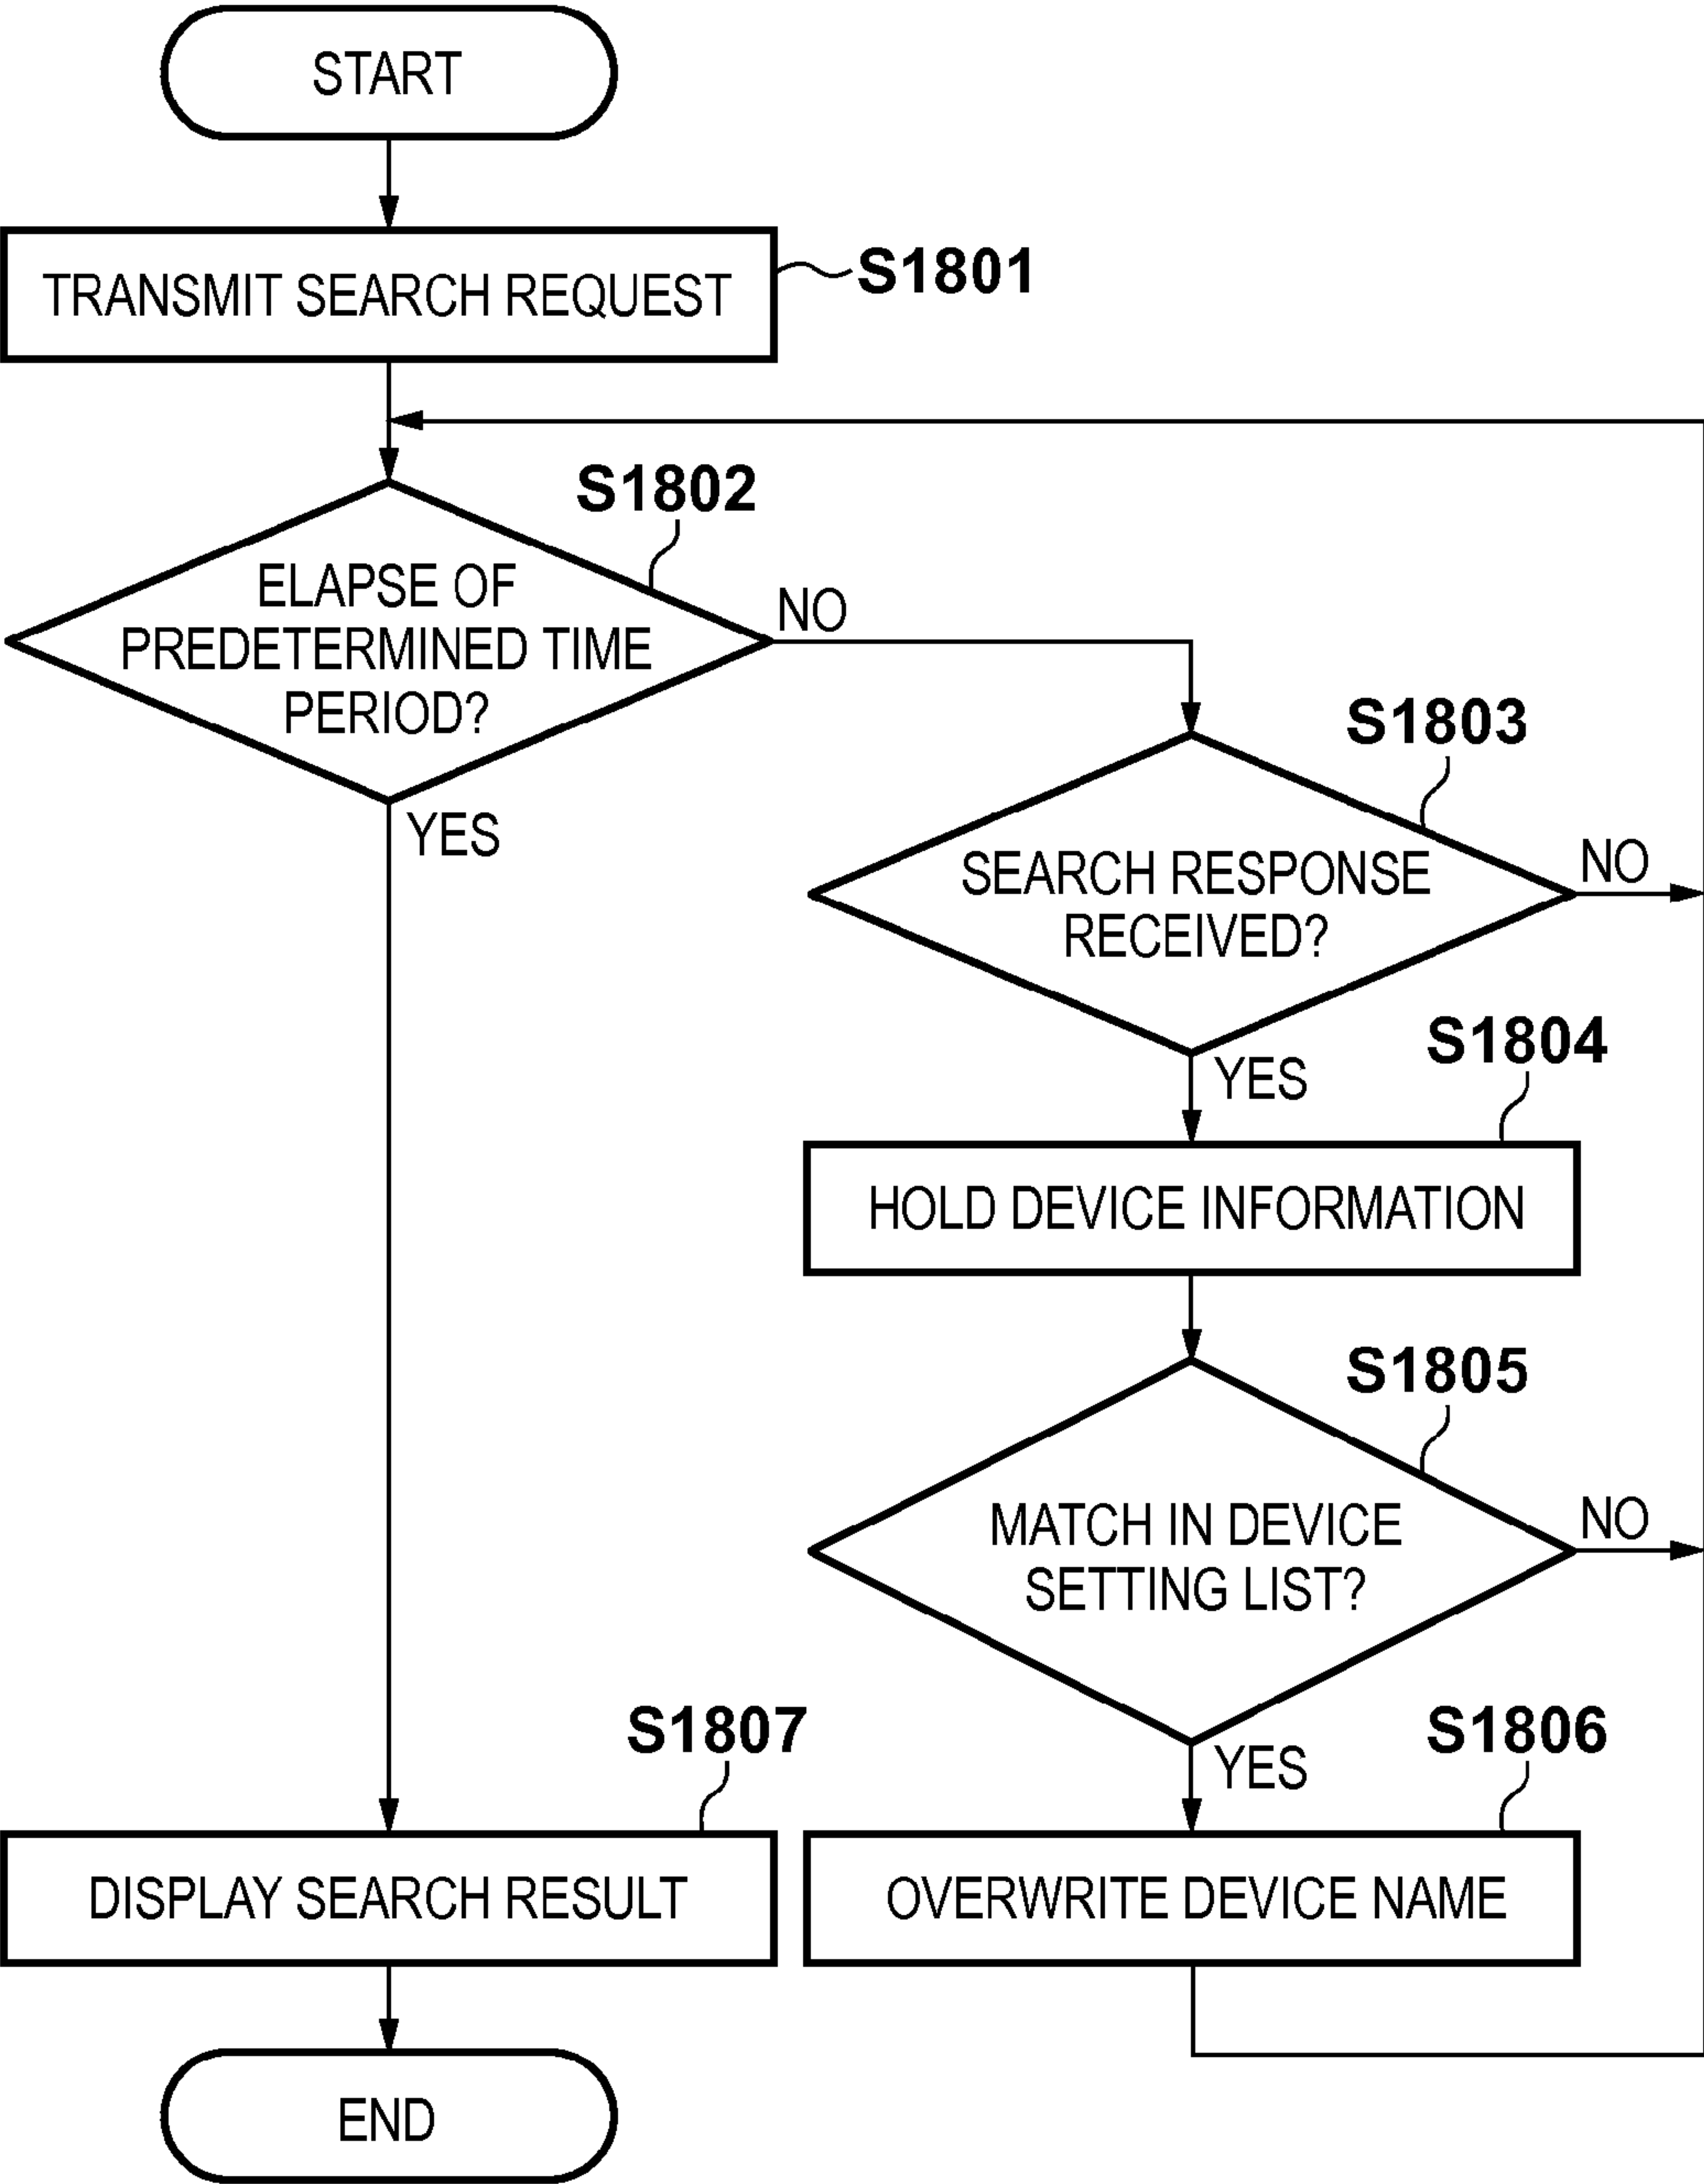 START
TRANSMIT SEARCH REQUEST
S1801
S1802
ELAPSE OF
PREDETERMINED TIME
PERIOD?
NO
YES
S1803
SEARCH RESPONSE
RECEIVED?
NO
YES
S1804
HOLD DEVICE INFORMATION
S1805
MATCH IN DEVICE
SETTING LIST?
NO
YES
S1806
OVERWRITE DEVICE NAME
S1807
DISPLAY SEARCH RESULT
END